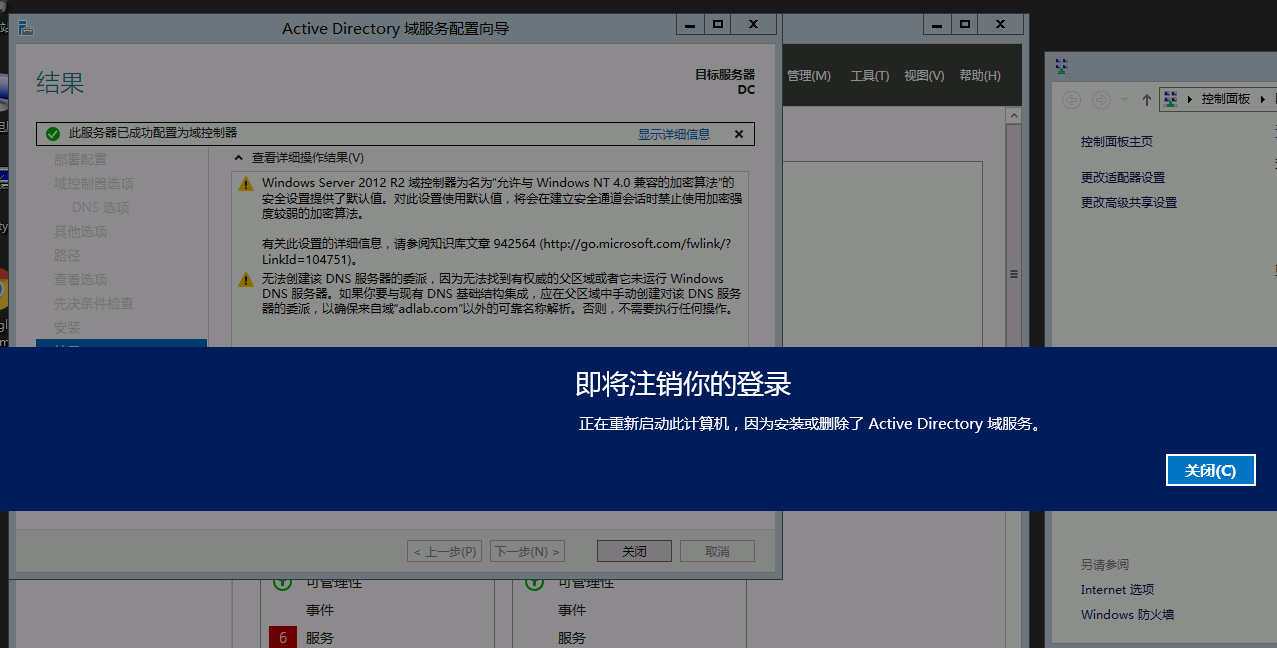 Active Directory 域服务配置向导
结果
目标服务器
DC
管理(M) 工具(T) 视图(V) 帮助(H)
控制面板
此服务器已成功配置为域控制器
显示详细信息
控制面板主页
更改适配器设置
更改高级共享设置
部署配置
域控制器选项
DNS 选项
其他选项
路径
查看选项
先决条件检查
安装
查看详细操作结果(V)
Windows Server 2012 R2 域控制器为名为"允许与 Windows NT 4.0 兼容的加密算法"的
安全设置提供了默认值。对此设置使用默认值，将会在建立安全通道会话时禁止使用加密强
度较弱的加密算法。
有关此设置的详细信息，请参阅知识库文章 942564 (http://go.microsoft.com/fwlink/?
LinkId=104751)。
无法创建该 DNS 服务器的委派，因为无法找到有权威的父区域或者它未运行 Windows
DNS 服务器。如果你要与现有 DNS 基础结构集成，应在父区域中手动创建对该 DNS 服务
器的委派，以确保来自域"adlab.com"以外的可靠名称解析。否则，不需要执行任何操作。
即将注销你的登录
正在重新启动此计算机，因为安装或删除了 Active Directory 域服务。
关闭(C)
< 上一步(P) 下一步(N) > 关闭 取消
可管理性 可管理性
事件 事件
6 服务 服务
另请参阅
Internet 选项
Windows 防火墙